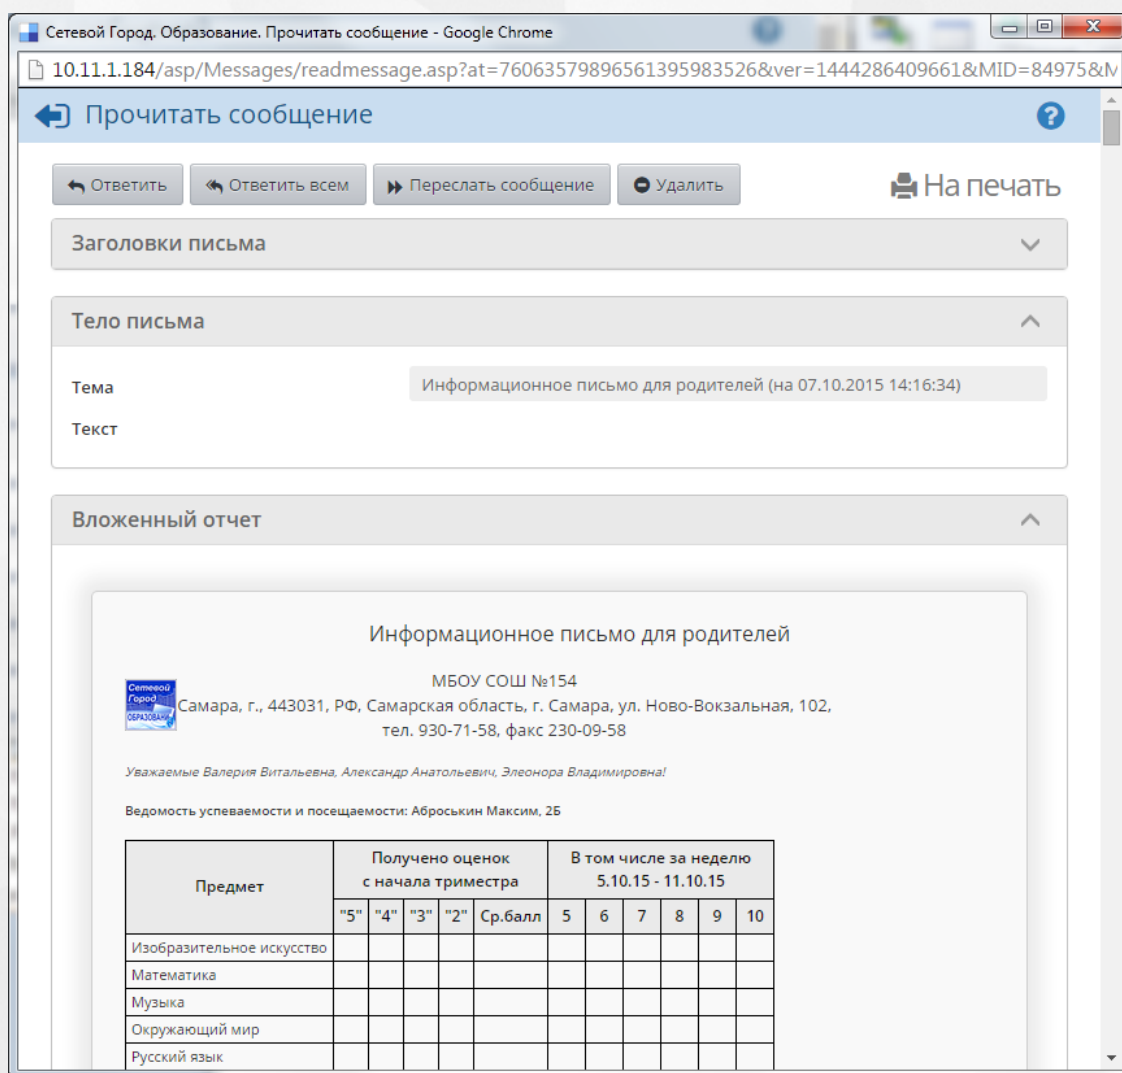 Сетевой Город. Образование. Прочитать сообщение - Google Chrome
10.11.1.184/asp/Messages/readmessage.asp?at=76063579896561395983526&ver=1444286409661&MID=84975&M
Прочитать сообщение
Ответить Ответить всем Переслать сообщение Удалить На печать
Заголовки письма
Тело письма
Тема Информационное письмо для родителей (на 07.10.2015 14:16:34)
Текст
Вложенный отчет
Информационное письмо для родителей
МБОУ СОШ №154
Сетевой Город ОБРАЗОВАНИЕ
Самара, г., 443031, РФ, Самарская область, г. Самара, ул. Ново-Вокзальная, 102,
тел. 930-71-58, факс 230-09-58
Уважаемые Валерия Витальевна, Александр Анатольевич, Элеонора Владимировна!
Ведомость успеваемости и посещаемости: Аброськин Максим, 2Б
Предмет
Получено оценок
с начала триместра
В том числе за неделю
5.10.15 - 11.10.15
"5" "4" "3" "2" Ср.балл 5 6 7 8 9 10
Изобразительное искусство
Математика
Музыка
Окружающий мир
Русский язык